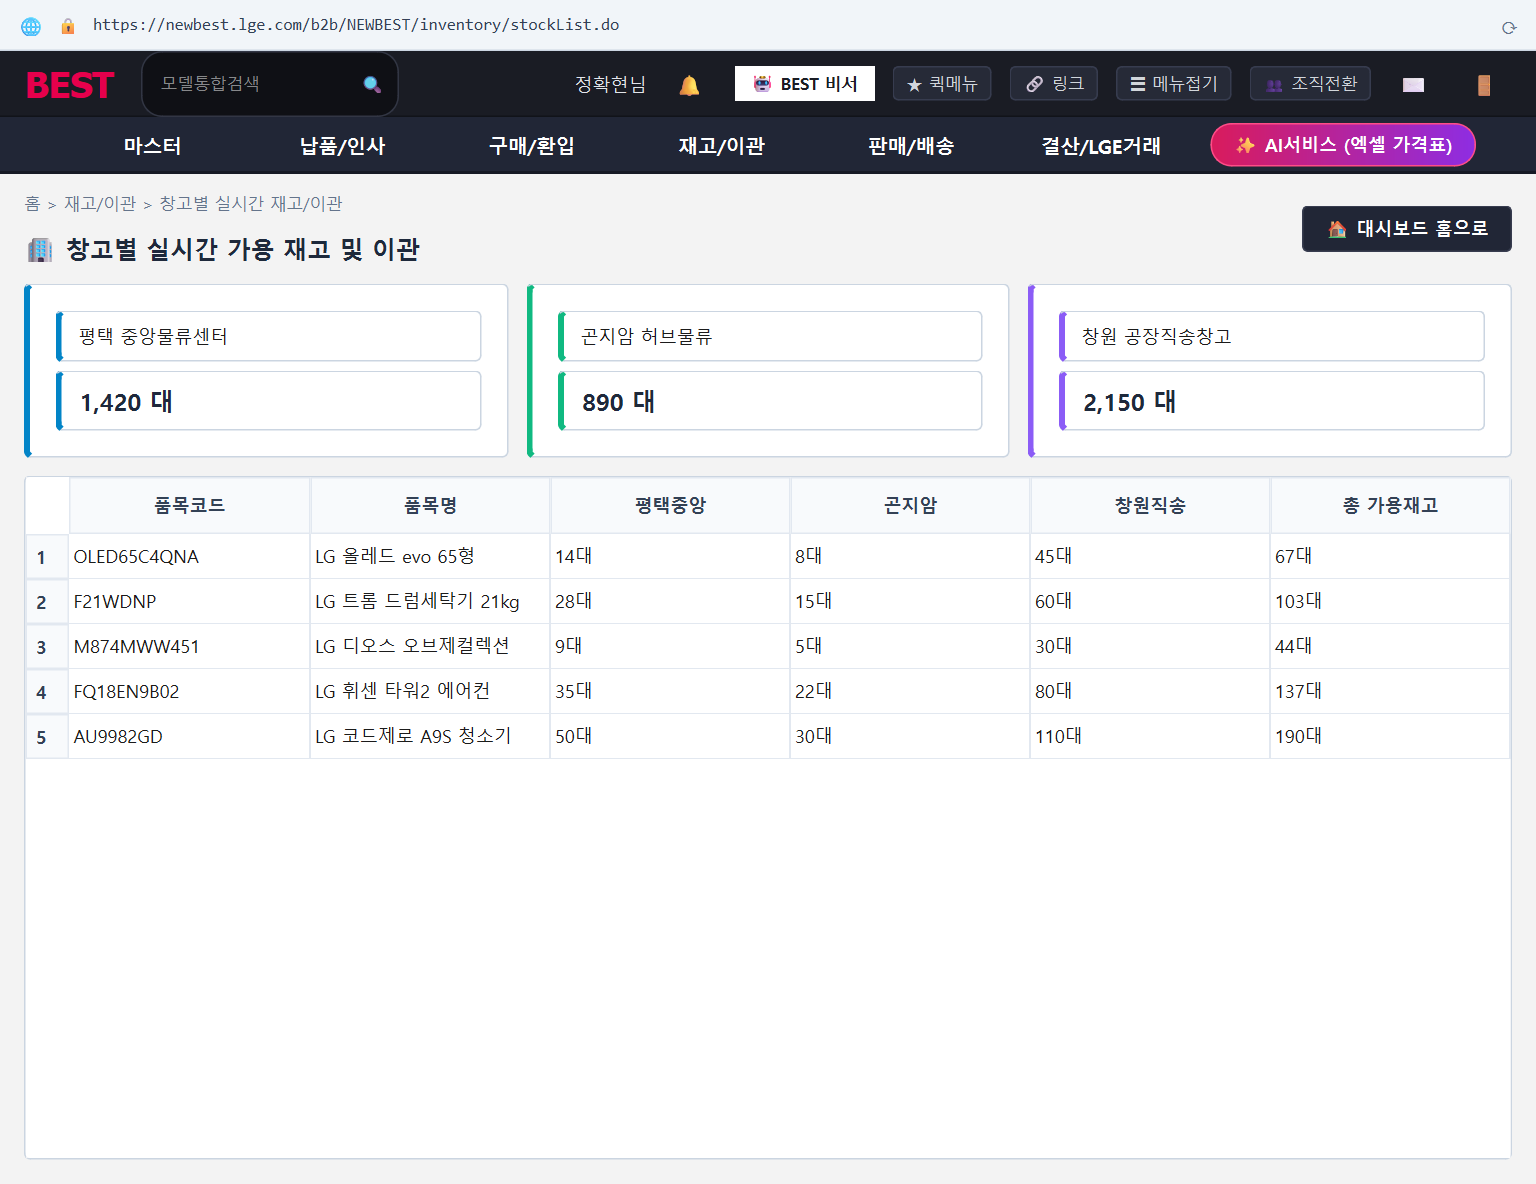 https://newbest.lge.com/b2b/NEWBEST/inventory/stockList.do
BEST 모델통합검색 정확현님 BEST 비서 ★ 퀵메뉴 링크 ☰ 메뉴접기 조직전환
마스터 납품/인사 구매/환입 재고/이관 판매/배송 결산/LGE거래 AI서비스 (엑셀 가격표)
홈 > 재고/이관 > 창고별 실시간 재고/이관
창고별 실시간 가용 재고 및 이관
대시보드 홈으로
평택 중앙물류센터
1,420 대
곤지암 허브물류
890 대
창원 공장직송창고
2,150 대
품목코드 품목명 평택중앙 곤지암 창원직송 총 가용재고
1 OLED65C4QNA LG 올레드 evo 65형 14대 8대 45대 67대
2 F21WDNP LG 트롬 드럼세탁기 21kg 28대 15대 60대 103대
3 M874MWW451 LG 디오스 오브제컬렉션 9대 5대 30대 44대
4 FQ18EN9B02 LG 휘센 타워2 에어컨 35대 22대 80대 137대
5 AU9982GD LG 코드제로 A9S 청소기 50대 30대 110대 190대